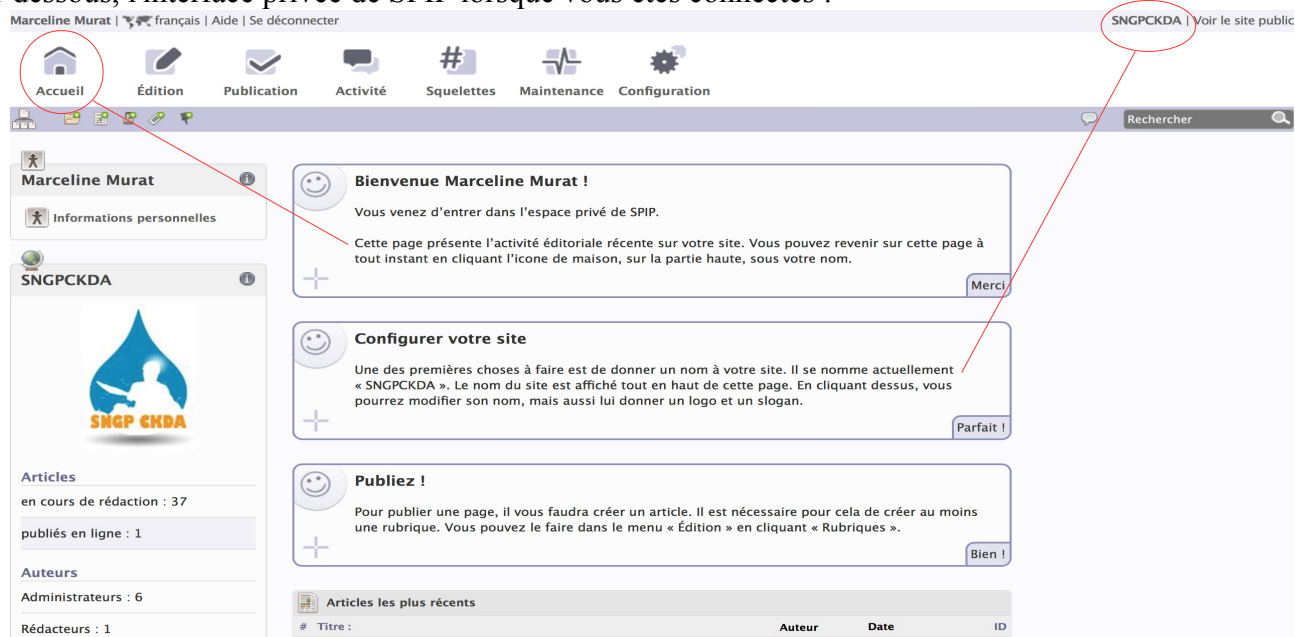 dessous, l'interface privée de SPIP lorsque vous êtes connectés :
Marceline Murat | français | Aide | Se déconnecter
SNGPCKDA | Voir le site public
Accueil Édition Publication Activité Squelettes Maintenance Configuration
Rechercher
Marceline Murat
Informations personnelles
SNGPCKDA
SNGP CKDA
Articles
en cours de rédaction : 37
publiés en ligne : 1
Auteurs
Administrateurs : 6
Rédacteurs : 1
Bienvenue Marceline Murat !
Vous venez d’entrer dans l’espace privé de SPIP.
Cette page présente l’activité éditoriale récente sur votre site. Vous pouvez revenir sur cette page à
tout instant en cliquant l’icone de maison, sur la partie haute, sous votre nom.
Merci
Configurer votre site
Une des premières choses à faire est de donner un nom à votre site. Il se nomme actuellement
« SNGPCKDA ». Le nom du site est affiché tout en haut de cette page. En cliquant dessus, vous
pourrez modifier son nom, mais aussi lui donner un logo et un slogan.
Parfait !
Publiez !
Pour publier une page, il vous faudra créer un article. Il est nécessaire pour cela de créer au moins
une rubrique. Vous pouvez le faire dans le menu « Édition » en cliquant « Rubriques ».
Bien !
Articles les plus récents
# Titre : Auteur Date ID